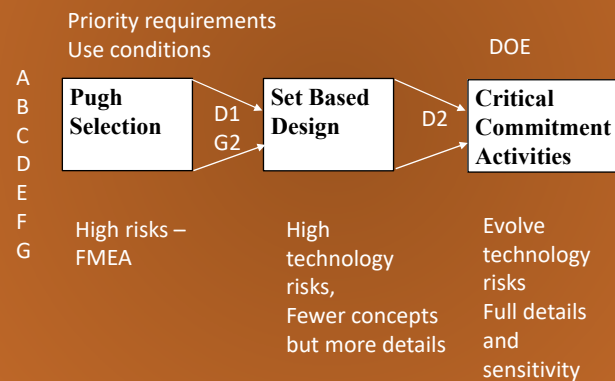 Priority requirements
Use conditions
DOE
A
B
C
D
E
F
G
Pugh
Selection
D1
G2
Set Based
Design
D2
Critical
Commitment
Activities
High risks –
FMEA
High
technology
risks,
Fewer concepts
but more details
Evolve
technology
risks
Full details
and
sensitivity